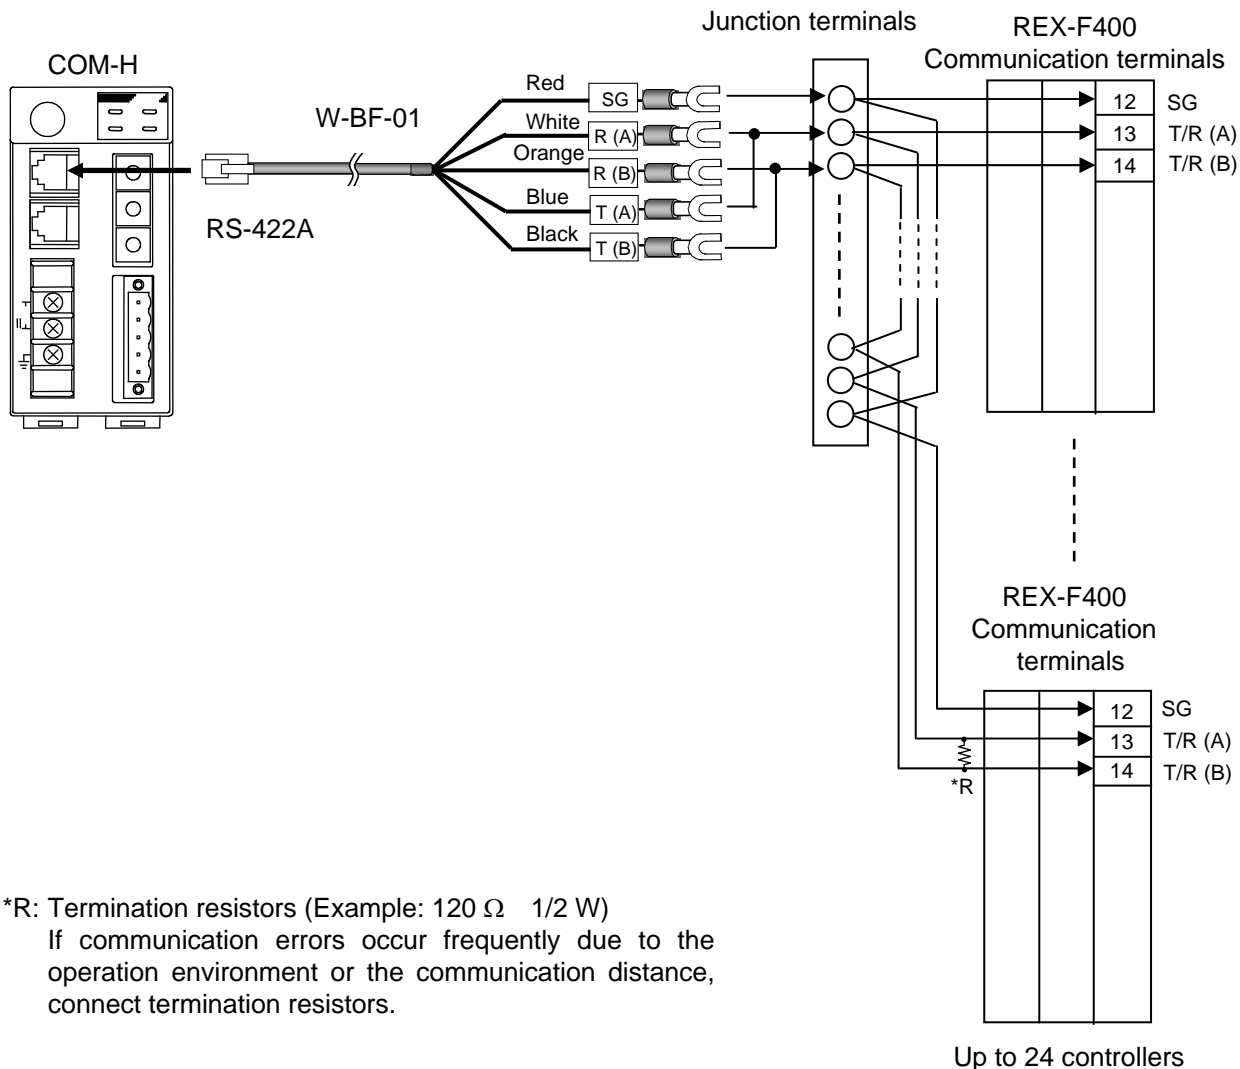 Junction terminals
REX-F400
Communication terminals
COM-H
W-BF-01
RS-422A
Red
SG
White
R (A)
Orange
R (B)
Blue
T (A)
Black
T (B)
12 SG
13 T/R (A)
14 T/R (B)
REX-F400
Communication
terminals
12 SG
13 T/R (A)
14 T/R (B)
*R
*R: Termination resistors (Example: 120 Ω 1/2 W)
If communication errors occur frequently due to the
operation environment or the communication distance,
connect termination resistors.
Up to 24 controllers